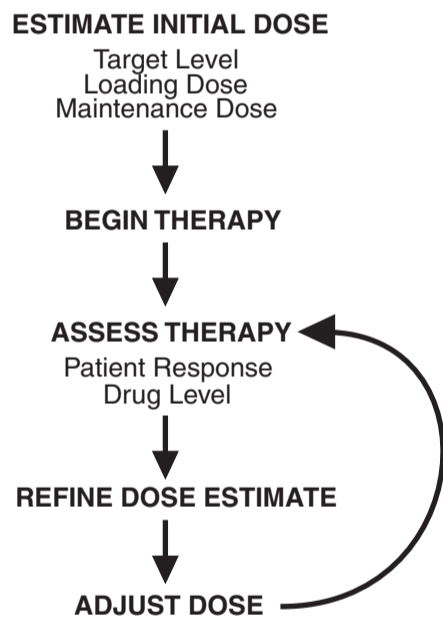 ESTIMATE INITIAL DOSE
Target Level
Loading Dose
Maintenance Dose
BEGIN THERAPY
ASSESS THERAPY
Patient Response
Drug Level
REFINE DOSE ESTIMATE
ADJUST DOSE